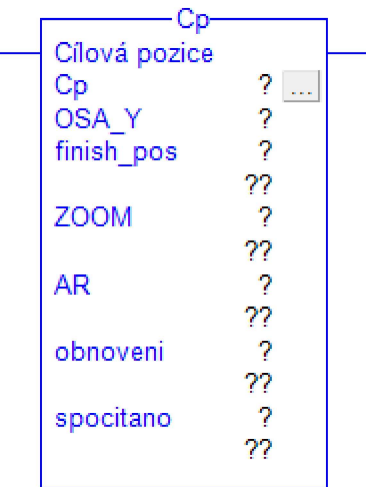 Cp
Cílová pozice
Cp ? ...
OSA_Y ?
finish_pos ?
??
ZOOM ?
??
AR ?
??
obnoveni ?
??
spocitano ?
??